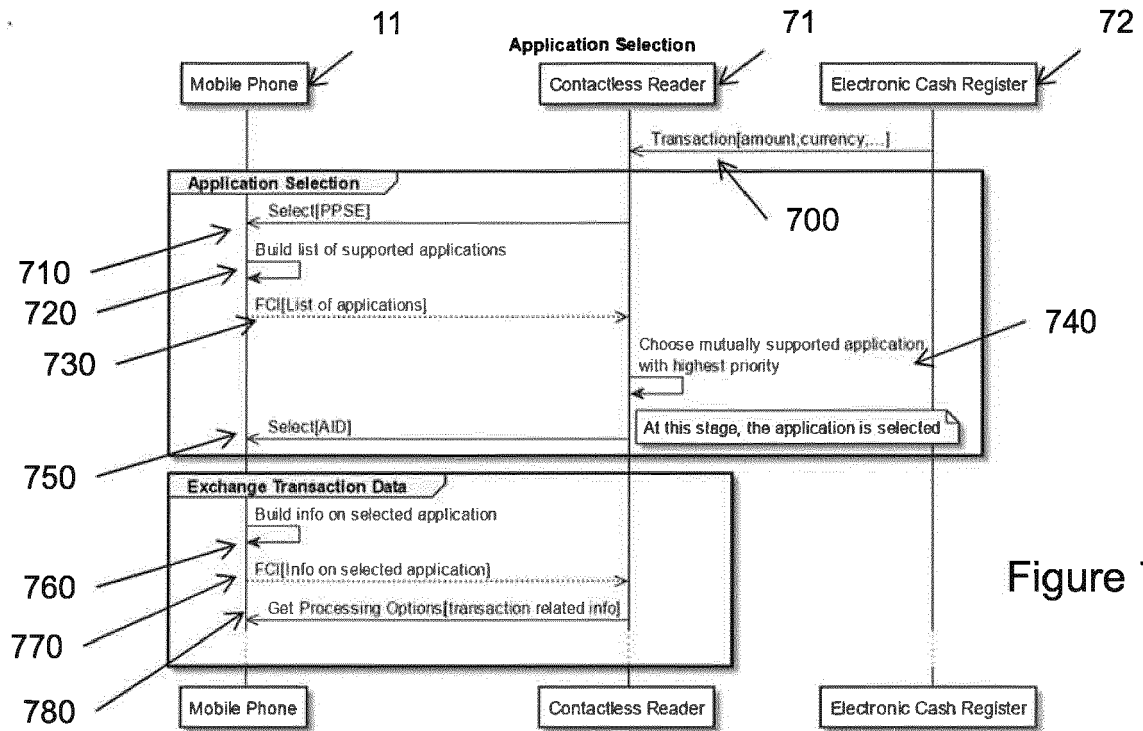 11
71
72
Application Selection
Mobile Phone
Contactless Reader
Electronic Cash Register
Transaction[amount,currency,...]
700
Application Selection
Select[PPSE]
710
Build list of supported applications
720
FCI[List of applications]
730
740
Choose mutually supported application
with highest priority
Select[AID]
At this stage, the application is selected
750
Exchange Transaction Data
Build info on selected application
760
FCI[Info on selected application]
Figure
770
Get Processing Options[transaction related info]
780
Mobile Phone
Contactless Reader
Electronic Cash Register